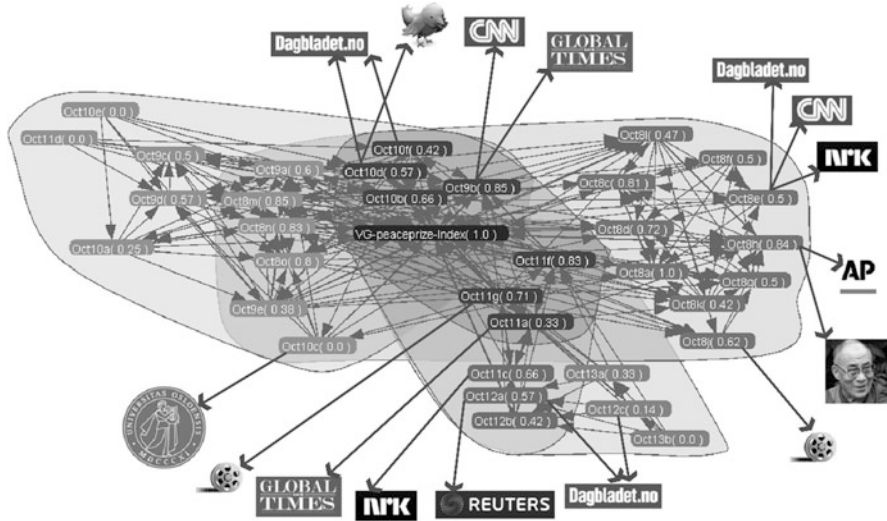 Dagbladet.no
CNN
GLOBAL
TIMES
Dagbladet.no
CNN
NRK
Oct10e( 0.0 )
Oct11d( 0.0 )
Oct9c( 0.5 )
Oct10f( 0.42 )
Oct8l( 0.47 )
Oct9a( 0.6 )
Oct10d( 0.57 )
Oct8f( 0.5 )
Oct9d( 0.57 )
Oct8m( 0.85 )
Oct10b( 0.66 )
Oct9b( 0.85 )
Oct8c( 0.81 )
Oct8e( 0.5 )
Oct8n( 0.83 )
VG-peaceprize-Index( 1.0 )
Oct8d( 0.72 )
Oct10a( 0.25 )
Oct8h( 0.64 )
Oct8o( 0.8 )
Oct11f( 0.83 )
Oct8a( 1.0 )
Oct8g( 0.5 )
AP
Oct9e( 0.38 )
Oct11g( 0.71 )
Oct8k( 0.42 )
Oct10c( 0.0 )
Oct11a( 0.33 )
Oct8j( 0.62 )
Oct11c( 0.66 )
Oct13a( 0.33 )
Oct12a( 0.57 )
Oct12c( 0.14 )
Oct12b( 0.42 )
Oct13b( 0.0 )
UNIVERSITAS OSLOENSIS
MDCCCXI
GLOBAL
TIMES
NRK
REUTERS
Dagbladet.no